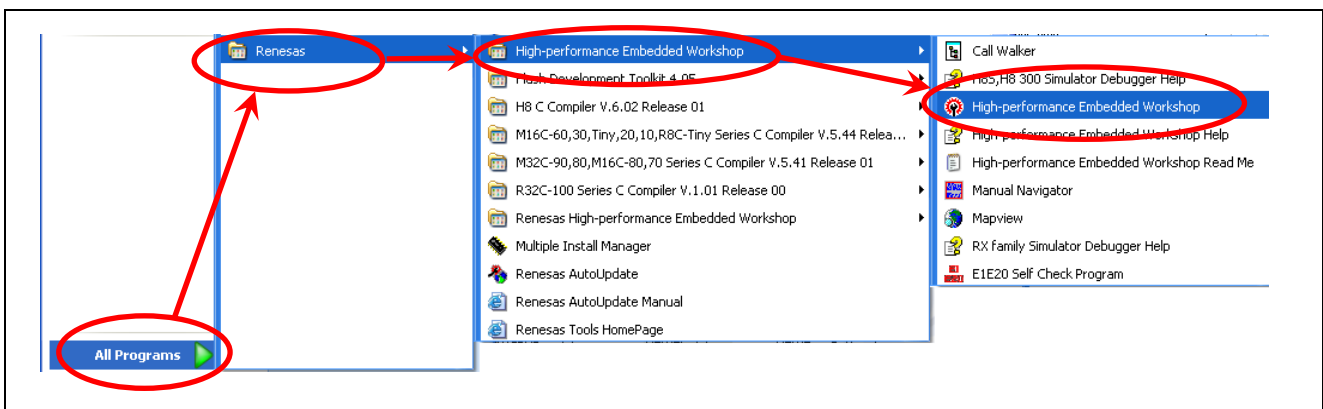 All Programs
Renesas
High-performance Embedded Workshop
Flash Development Toolkit 4.05
H8 C Compiler V.6.02 Release 01
M16C-60,30,Tiny,20,10,R8C-Tiny Series C Compiler V.5.44 Relea...
M32C-90,80,M16C-80,70 Series C Compiler V.5.41 Release 01
R32C-100 Series C Compiler V.1.01 Release 00
Renesas High-performance Embedded Workshop
Multiple Install Manager
Renesas AutoUpdate
Renesas AutoUpdate Manual
Renesas Tools HomePage
Call Walker
H8S,H8 300 Simulator Debugger Help
High-performance Embedded Workshop
High-performance Embedded Workshop Help
High-performance Embedded Workshop Read Me
Manual Navigator
Mapview
RX family Simulator Debugger Help
E1E20 Self Check Program